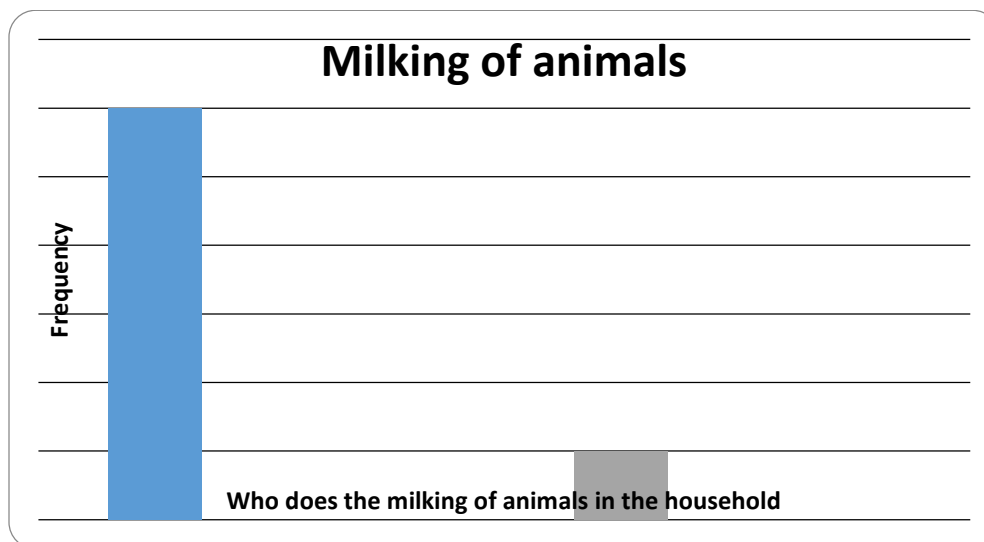 Milking of animals
Frequency
Who does the milking of animals in the household